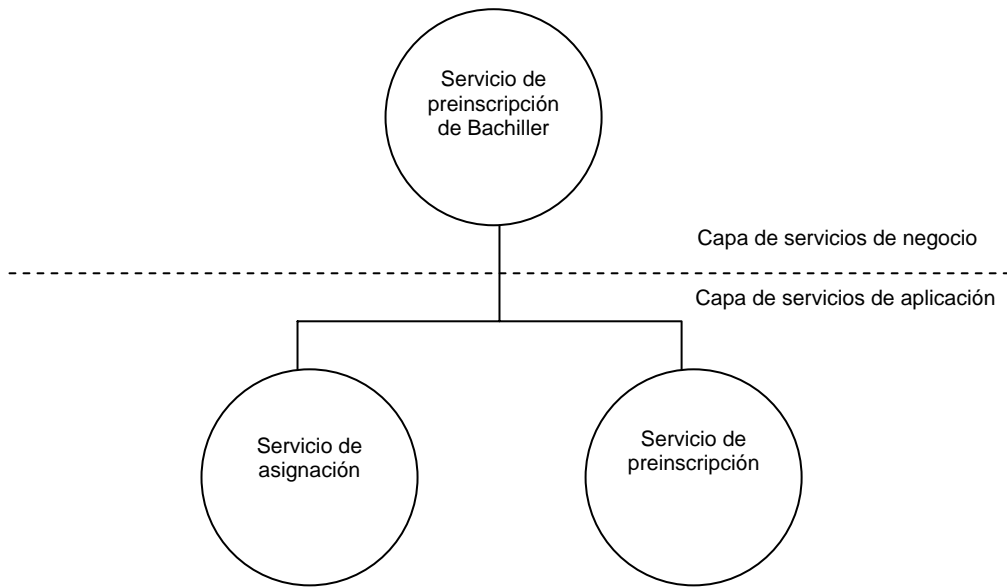 Servicio de
preinscripción
de Bachiller
Capa de servicios de negocio
Capa de servicios de aplicación
Servicio de
asignación
Servicio de
preinscripción